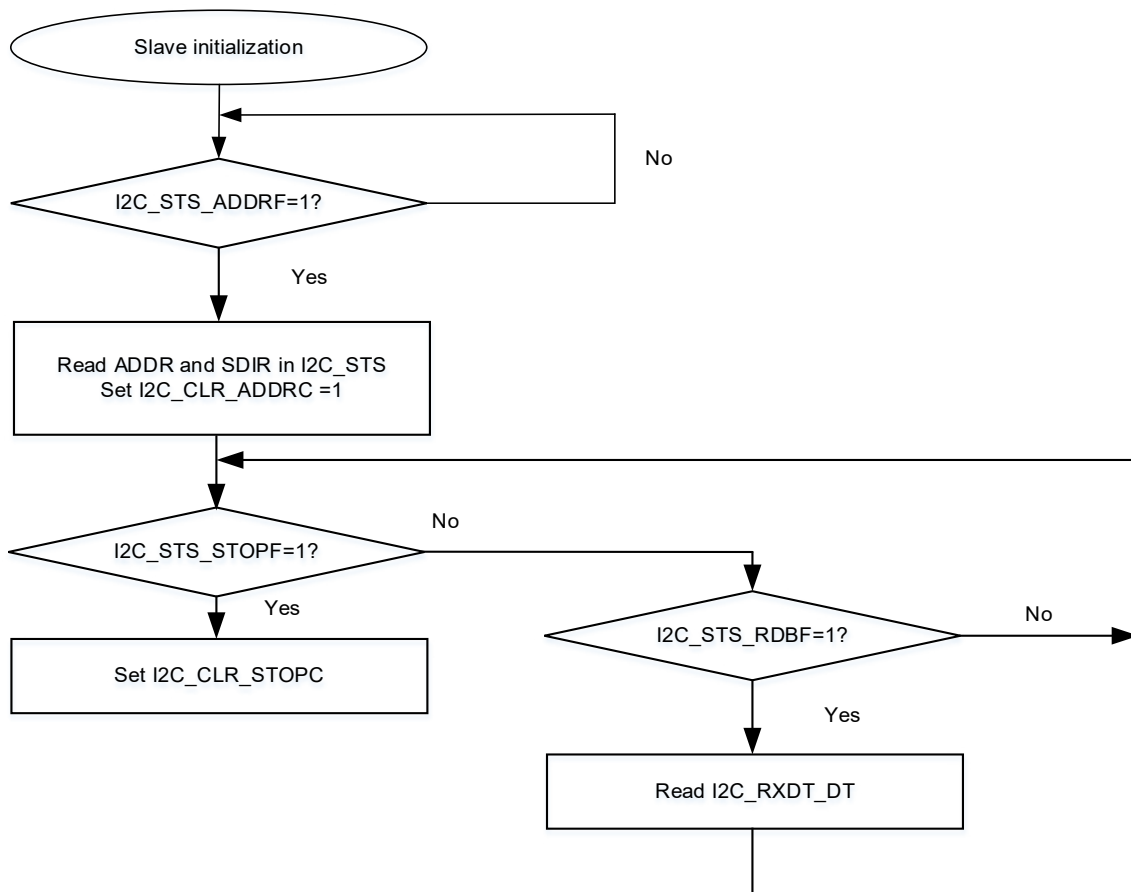 Slave initialization
No
I2C_STS_ADDRF=1?
Yes
Read ADDR and SDIR in I2C_STS
Set I2C_CLR_ADDRC =1
No
I2C_STS_STOPF=1?
Yes
No
I2C_STS_RDBF=1?
Set I2C_CLR_STOPC
Yes
Read I2C_RXDT_DT